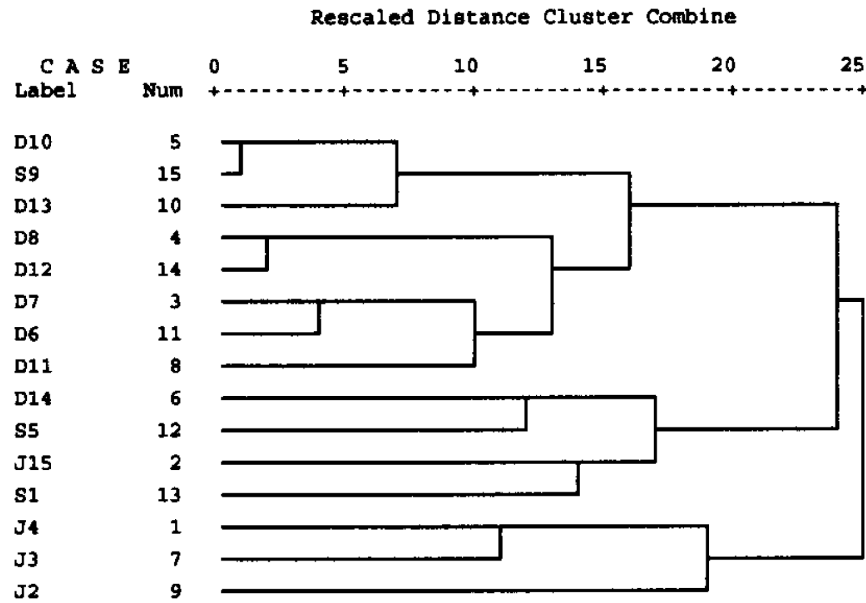 Rescaled Distance Cluster Combine
C A S E 0 5 10 15 20 25
Label Num +---------+---------+---------+---------+---------+
D10 5
S9 15
D13 10
D8 4
D12 14
D7 3
D6 11
D11 8
D14 6
S5 12
J15 2
S1 13
J4 1
J3 7
J2 9